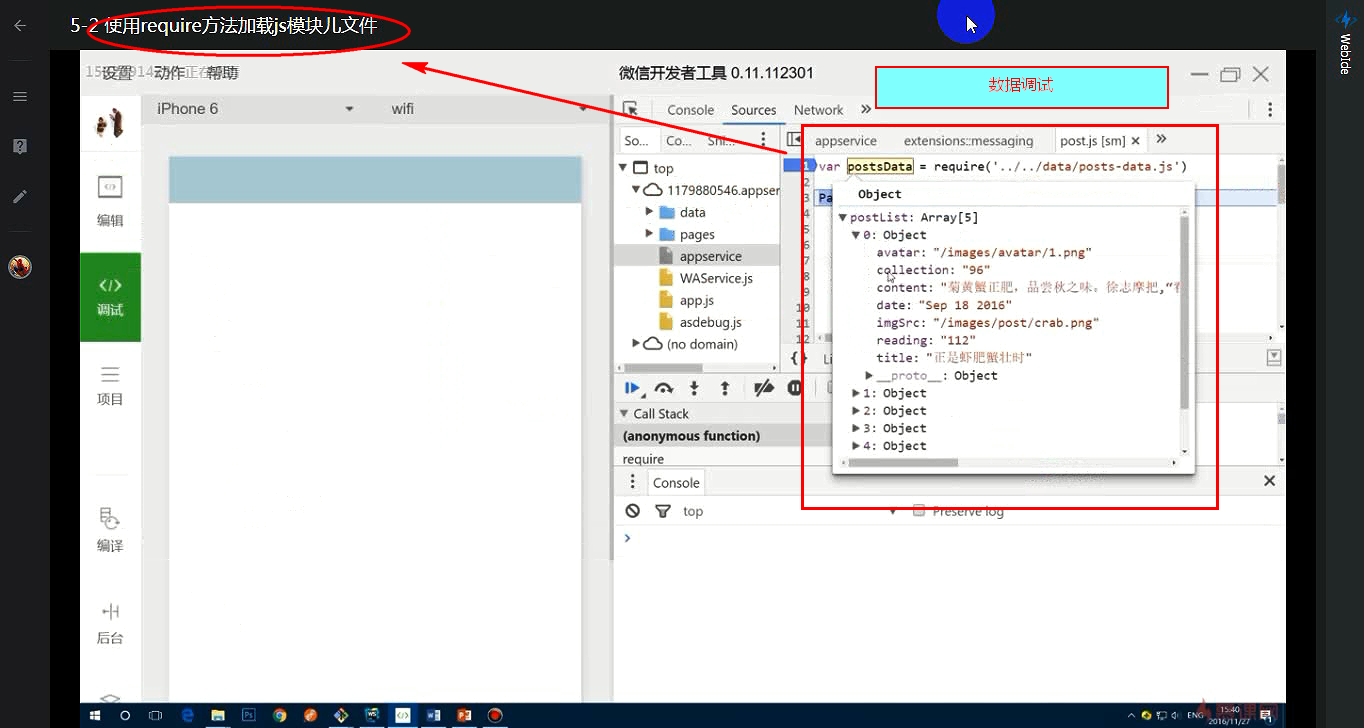 5-2 使用require方法加载js模块儿文件
WebIde
设置 动作 帮助
微信开发者工具 0.11.112301
数据调试
iPhone 6
wifi
Console
Sources
Network
So...
Co...
appservice
extensions::messaging
post.js [sm]
编辑
调试
项目
编译
后台
top
1179880546.appser
data
pages
appservice
WAService.js
app.js
asdebug.js
(no domain)
1 var postsData = require('../../data/posts-data.js')
2
3 Pa
Object
postList: Array[5]
0: Object
avatar: "/images/avatar/1.png"
collection: "96"
content: "菊黄蟹正肥，品尝秋之味。徐志摩把,“
date: "Sep 18 2016"
imgSrc: "/images/post/crab.png"
reading: "112"
title: "正是虾肥蟹壮时"
__proto__: Object
1: Object
2: Object
3: Object
4: Object
10
11
12
{} Li
Call Stack
(anonymous function)
require
Console
top
Preserve log
ENG
15:40
2016/11/27